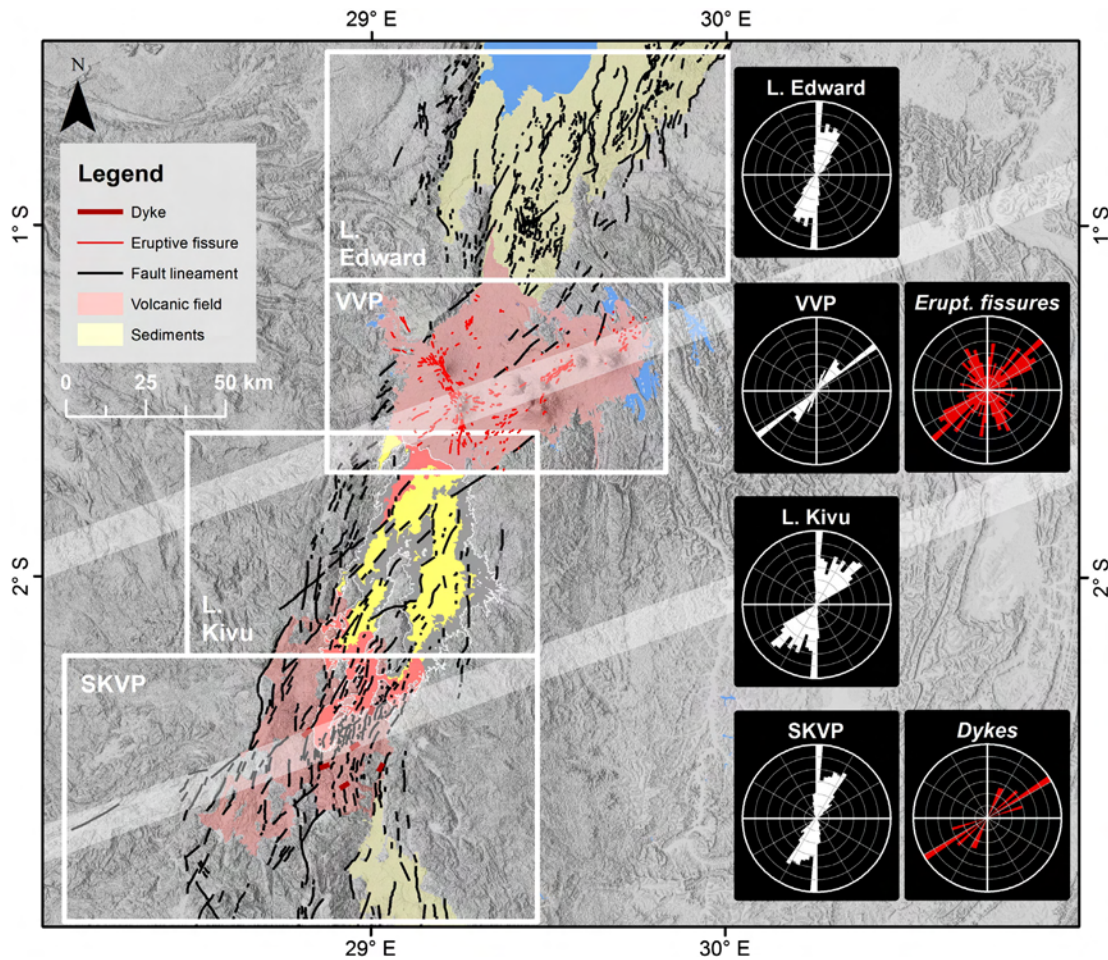 29° E
30° E
N
Legend
Dyke
Eruptive fissure
Fault lineament
Volcanic field
Sediments
0
25
50 km
1° S
2° S
L.
Edward
VVP
L.
Kivu
SKVP
L. Edward
VVP
Erupt. fissures
L. Kivu
SKVP
Dykes
1° S
2° S
29° E
30° E